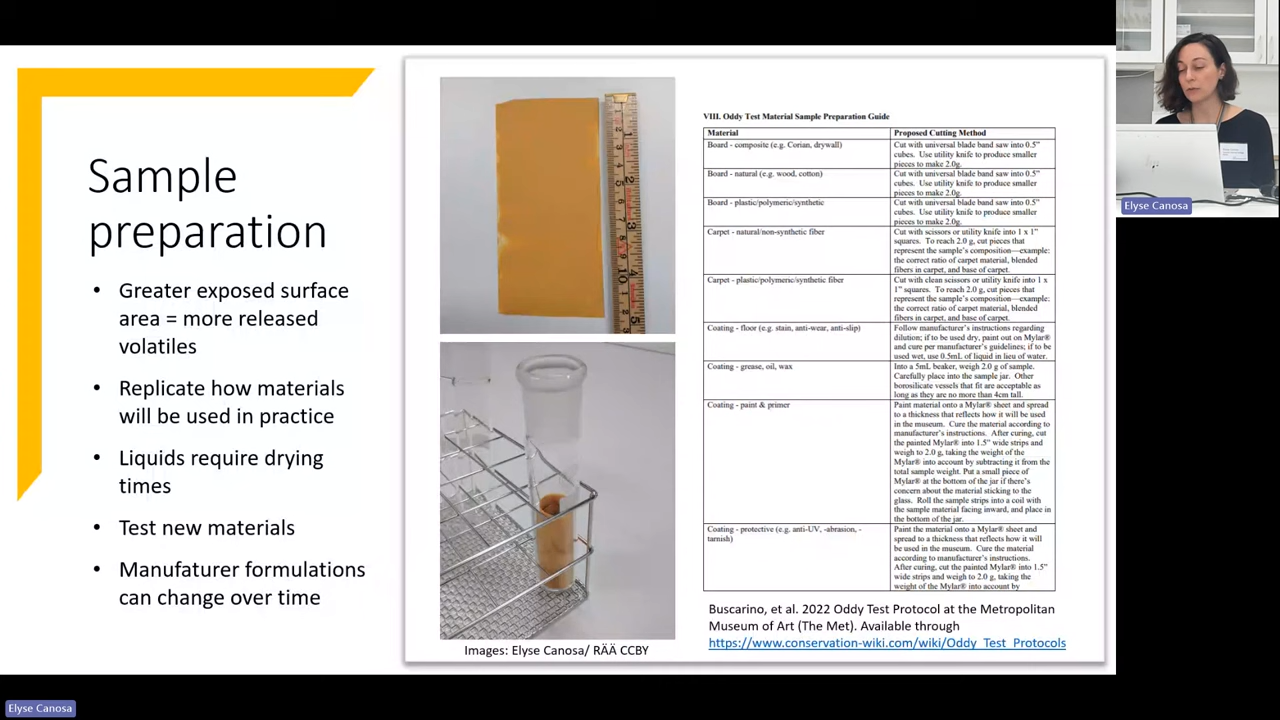 Sample
preparation
• Greater exposed surface
area = more released
volatiles
• Replicate how materials
will be used in practice
• Liquids require drying
times
• Test new materials
• Manufaturer formulations
can change over time
Images: Elyse Canosa/ RÄÄ CCBY
VIII. Oddy Test Material Sample Preparation Guide
Material
Proposed Cutting Method
Board - composite (e.g. Corian, drywall)
Cut with universal blade band saw into 0.5"
cubes. Use utility knife to produce smaller
pieces to make 2.0g.
Board - natural (e.g. wood, cotton)
Cut with universal blade band saw into 0.5"
cubes. Use utility knife to produce smaller
pieces to make 2.0g.
Board - plastic/polymeric/synthetic
Cut with universal blade band saw into 0.5"
cubes. Use utility knife to produce smaller
pieces to make 2.0g.
Carpet - natural/non-synthetic fiber
Cut with scissors or utility knife into 1 x 1"
squares. To reach 2.0 g, cut pieces that
represent the sample's composition—example:
the correct ratio of carpet material, blended
fibers in carpet, and base of carpet.
Carpet - plastic/polymeric/synthetic fiber
Cut with clean scissors or utility knife into 1 x
1" squares. To reach 2.0 g, cut pieces that
represent the sample's composition—example:
the correct ratio of carpet material, blended
fibers in carpet, and base of carpet.
Coating - floor (e.g. stain, anti-wear, anti-slip)
Follow manufacturer's instructions regarding
dilution; if to be used dry, paint out on Mylar®
and cure per manufacturer's guidelines; if to be
used wet, use 0.5mL of liquid in lieu of water.
Coating - grease, oil, wax
Into a 5mL beaker, weigh 2.0 g of sample.
Carefully place into the sample jar. Other
borosilicate vessels that fit are acceptable as
long as they are no more than 4cm tall.
Coating - paint & primer
Paint material onto a Mylar® sheet and spread
to a thickness that reflects how it will be used
in the museum. Cure the material according to
manufacturer's instructions. After curing, cut
the painted Mylar® into 1.5" wide strips and
weigh to 2.0 g, taking the weight of the
Mylar® into account by subtracting it from the
total sample weight. Put a small piece of
Mylar® at the bottom of the jar if there's
concern about the material sticking to the
glass. Roll the sample strips into a coil with
the sample material facing inward, and place in
the bottom of the jar.
Coating - protective (e.g. anti-UV, -abrasion, -
tarnish)
Paint the material onto a Mylar® sheet and
spread to a thickness that reflects how it will
be used in the museum. Cure the material
according to manufacturer's instructions.
After curing, cut the painted Mylar® into 1.5"
wide strips and weigh to 2.0 g, taking the
weight of the Mylar® into account by
Buscarino, et al. 2022 Oddy Test Protocol at the Metropolitan
Museum of Art (The Met). Available through
https://www.conservation-wiki.com/wiki/Oddy_Test_Protocols
Elyse Canosa
Elyse Canosa